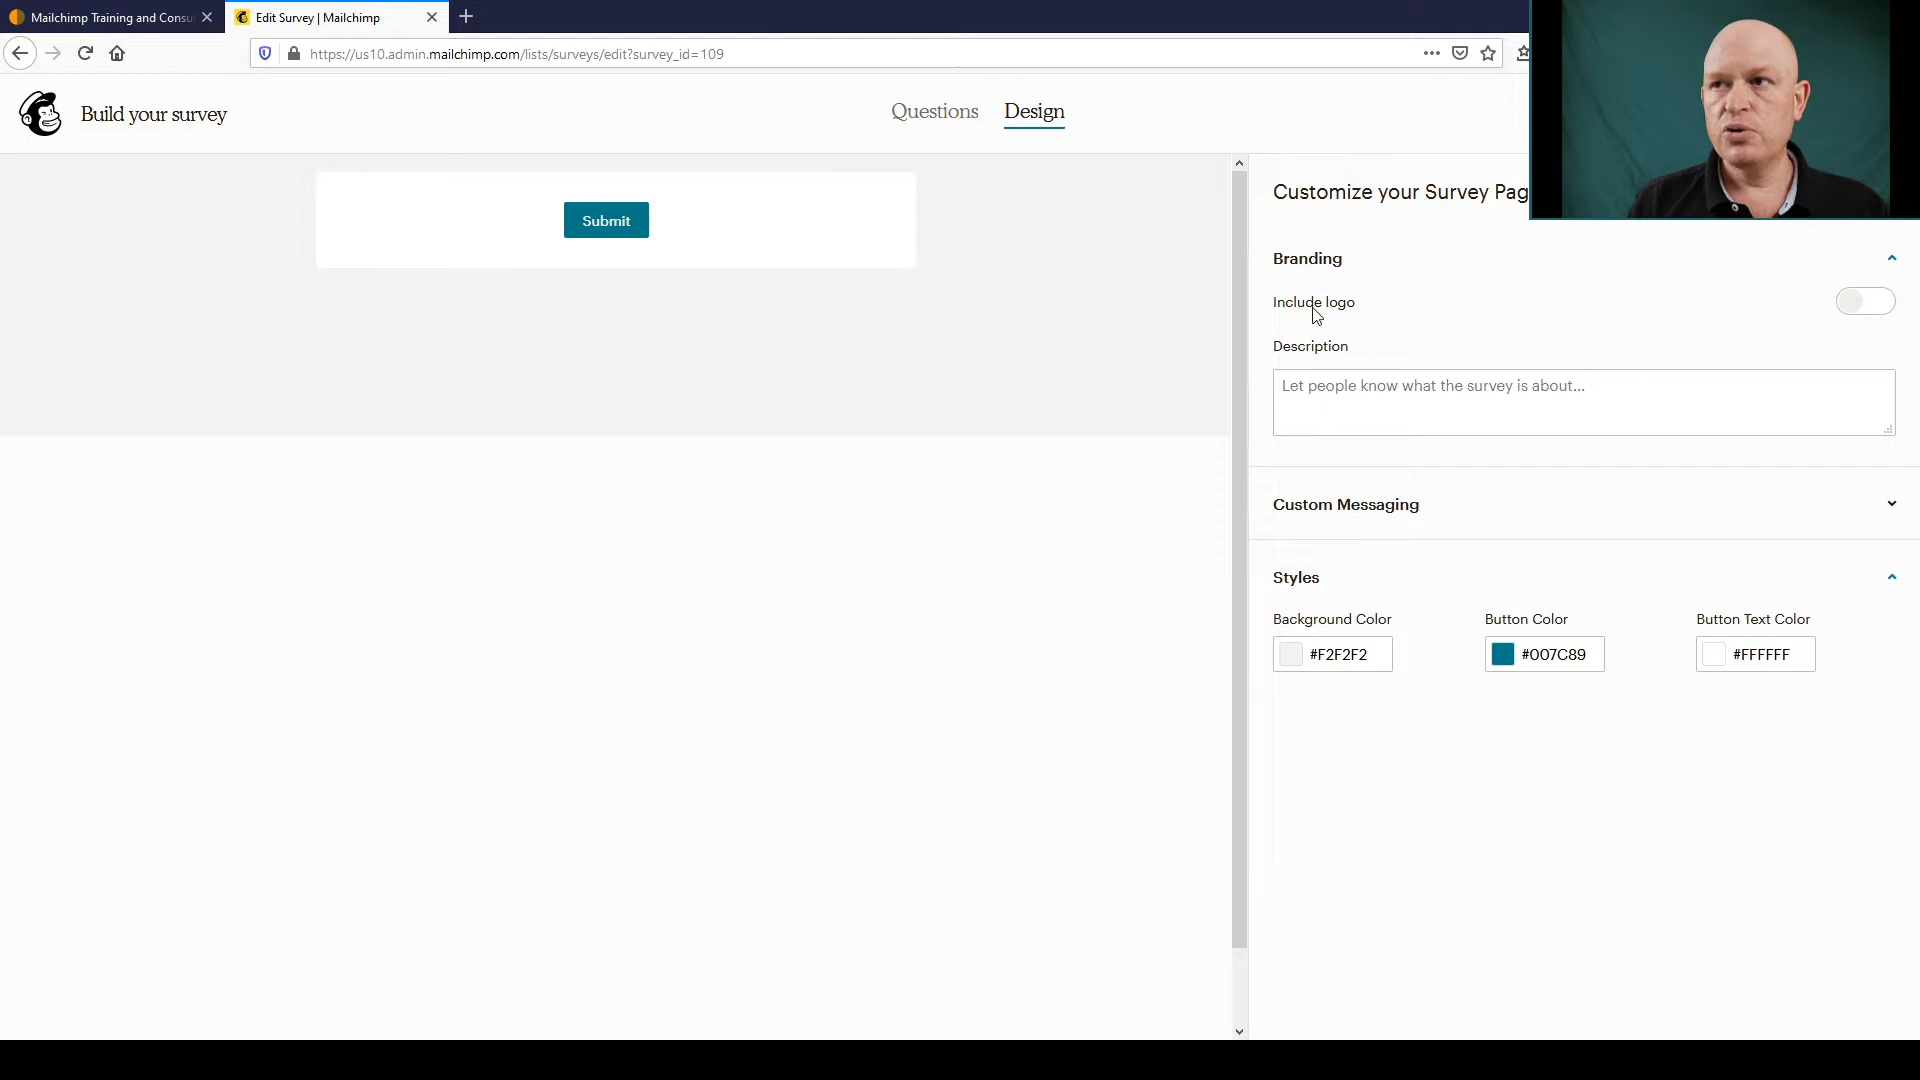 Mailchimp Training and Consu
Edit Survey | Mailchimp
https://us10.admin.mailchimp.com/lists/surveys/edit?survey_id=109
Build your survey
Questions
Design
Submit
Customize your Survey Pag
Branding
Include logo
Description
Let people know what the survey is about...
Custom Messaging
Styles
Background Color
Button Color
Button Text Color
#F2F2F2
#007C89
#FFFFFF